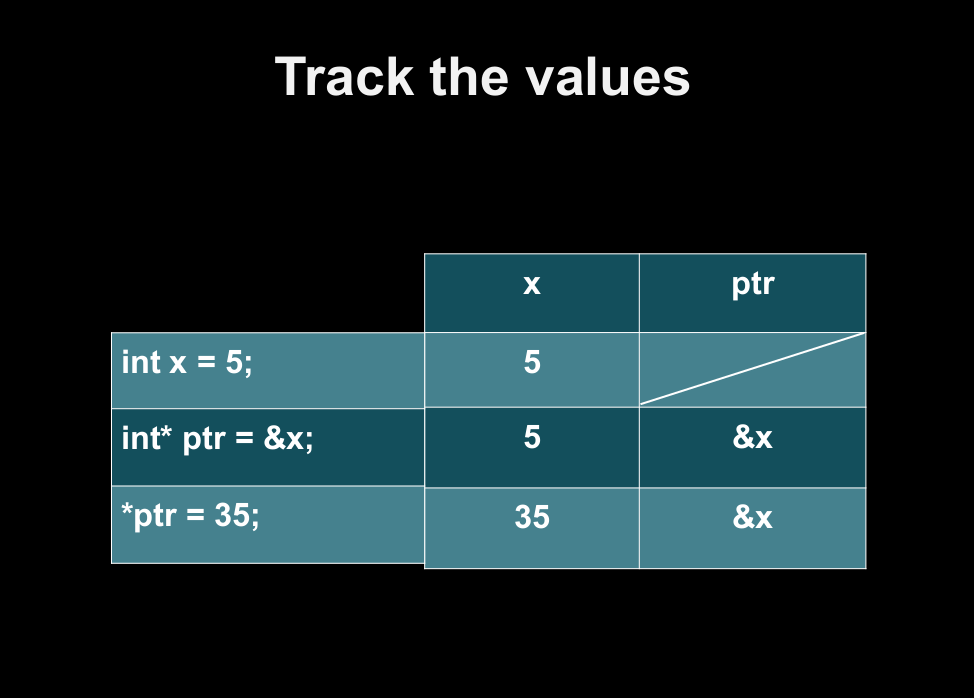 Track the values
x ptr
int x = 5; 5
int* ptr = &x; 5 &x
*ptr = 35; 35 &x